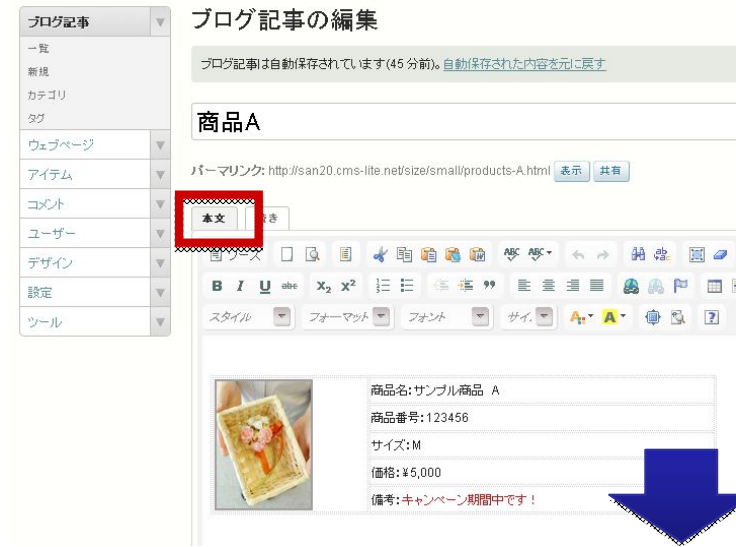 ブログ記事
一覧
新規
カテゴリ
タグ
ウェブページ
アイテム
コメント
ユーザー
デザイン
設定
ツール
ブログ記事の編集
ブログ記事は自動保存されています(45 分前)。自動保存された内容を元に戻す
商品A
パーマリンク: http://san20.cms-lite.net/size/small/products-A.html 表示 共有
本文 き
ABC ABC
B I U abc X₂ X²
スタイル フォーマット フォント サイ. A A ?
商品名:サンプル商品 A
商品番号:123456
サイズ:M
価格:¥5,000
備考:キャンペーン期間中です!